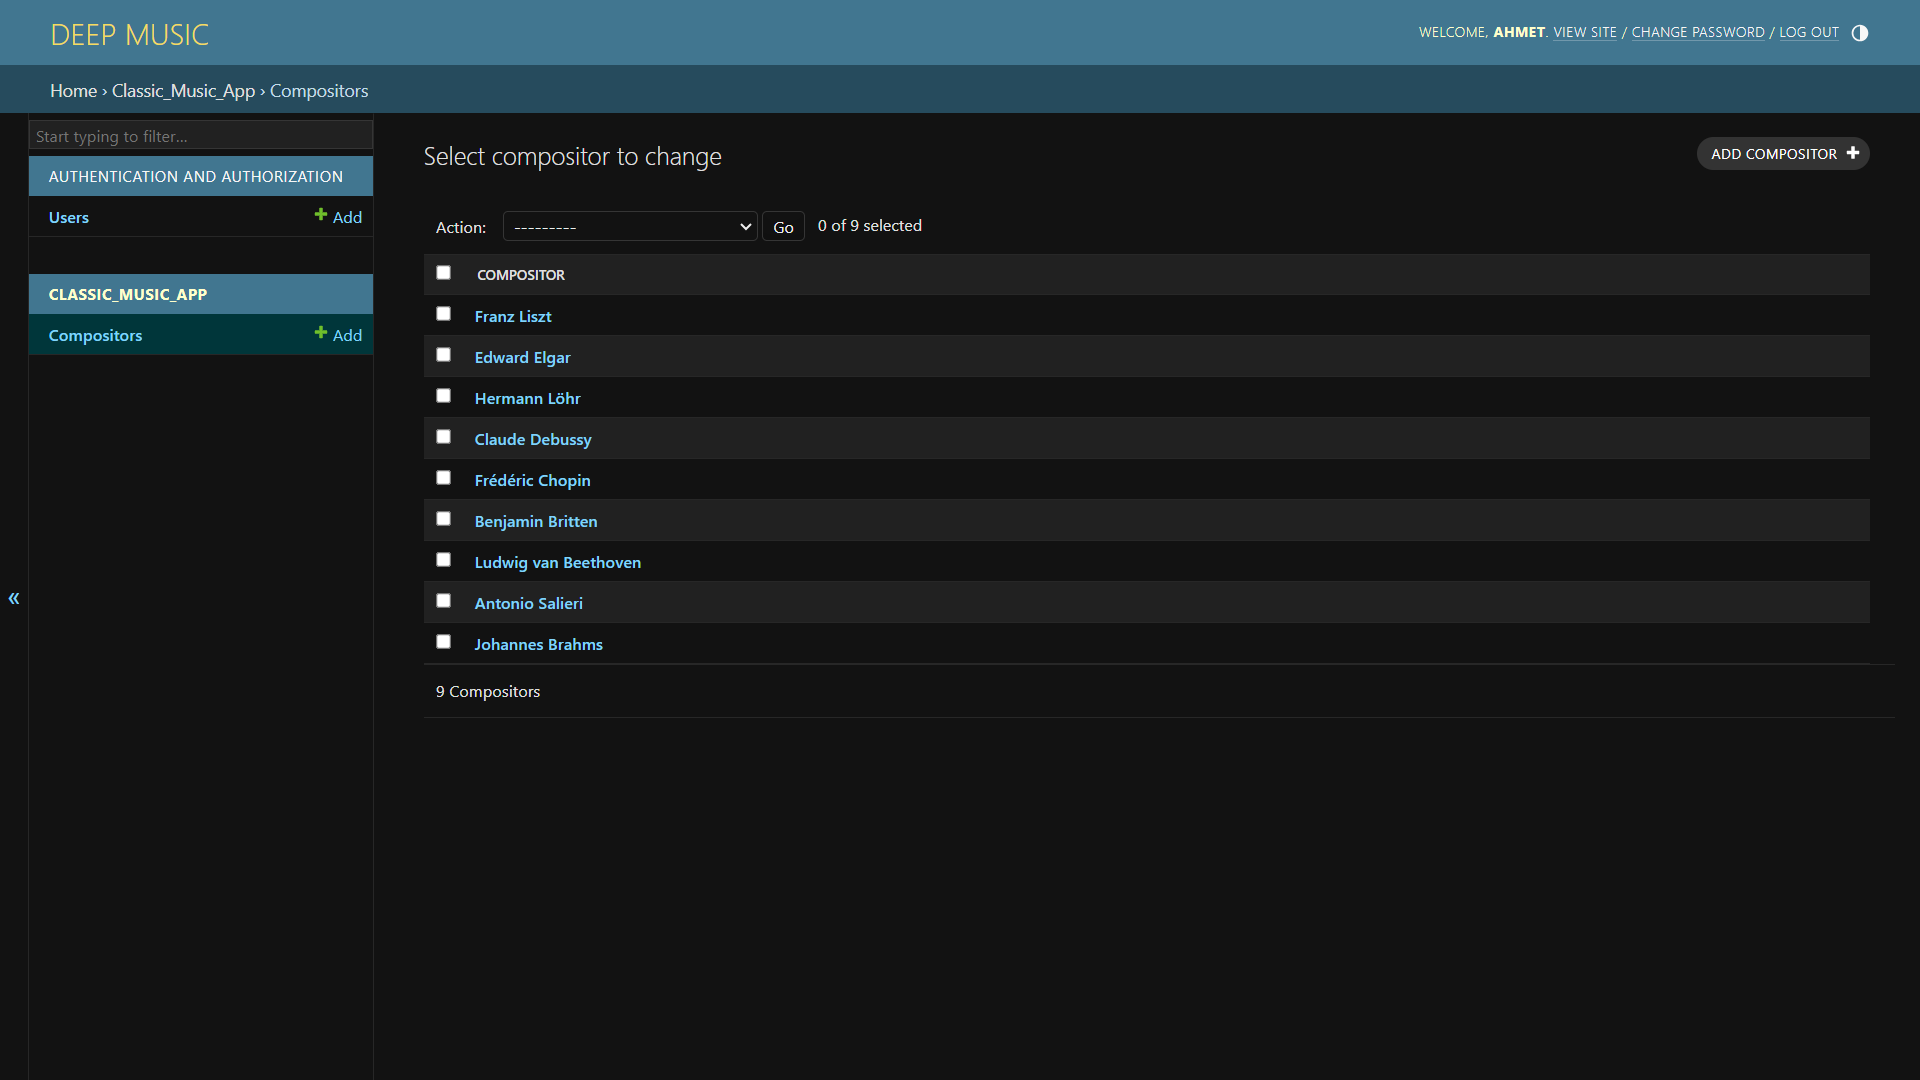 DEEP MUSIC
WELCOME, AHMET. VIEW SITE / CHANGE PASSWORD / LOG OUT
Home › Classic_Music_App › Compositors
Start typing to filter...
AUTHENTICATION AND AUTHORIZATION
Users
Add
CLASSIC_MUSIC_APP
Compositors
Add
«
Select compositor to change
ADD COMPOSITOR
Action: --------- Go 0 of 9 selected
COMPOSITOR
Franz Liszt
Edward Elgar
Hermann Löhr
Claude Debussy
Frédéric Chopin
Benjamin Britten
Ludwig van Beethoven
Antonio Salieri
Johannes Brahms
9 Compositors